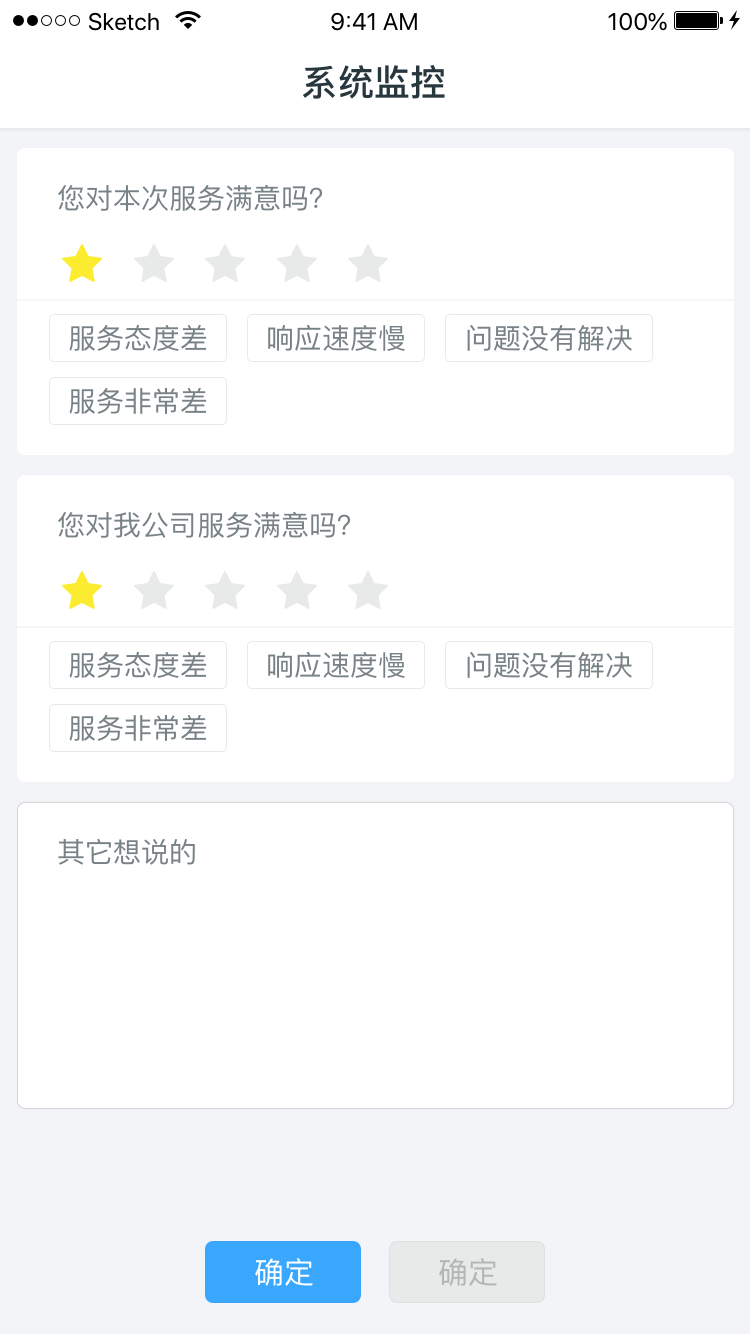 Sketch 9:41 AM 100%
系统监控
您对本次服务满意吗?
服务态度差 响应速度慢 问题没有解决
服务非常差
您对我公司服务满意吗?
服务态度差 响应速度慢 问题没有解决
服务非常差
其它想说的
确定 确定